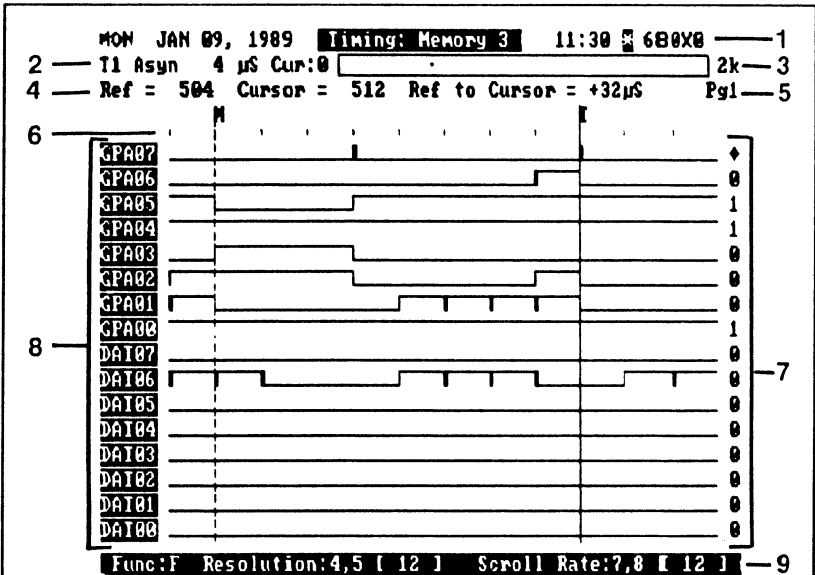 MON JAN 09, 1989 Timing: Memory 3 11:30 * 680X0 1
2 T1 Asyn 4 µS Cur:0 2k 3
4 Ref = 504 Cursor = 512 Ref to Cursor = +32µS Pg1 5
M
6
GPA07 ♦
GPA06 0
GPA05 1
GPA04 1
GPA03 0
GPA02 0
GPA01 0
GPA00 1
8
DAI07 0
DAI06 0 7
DAI05 0
DAI04 0
DAI03 0
DAI02 0
DAI01 0
DAI00 0
Func:F Resolution:4,5 [ 12 ] Scroll Rate:7,8 [ 12 ] 9